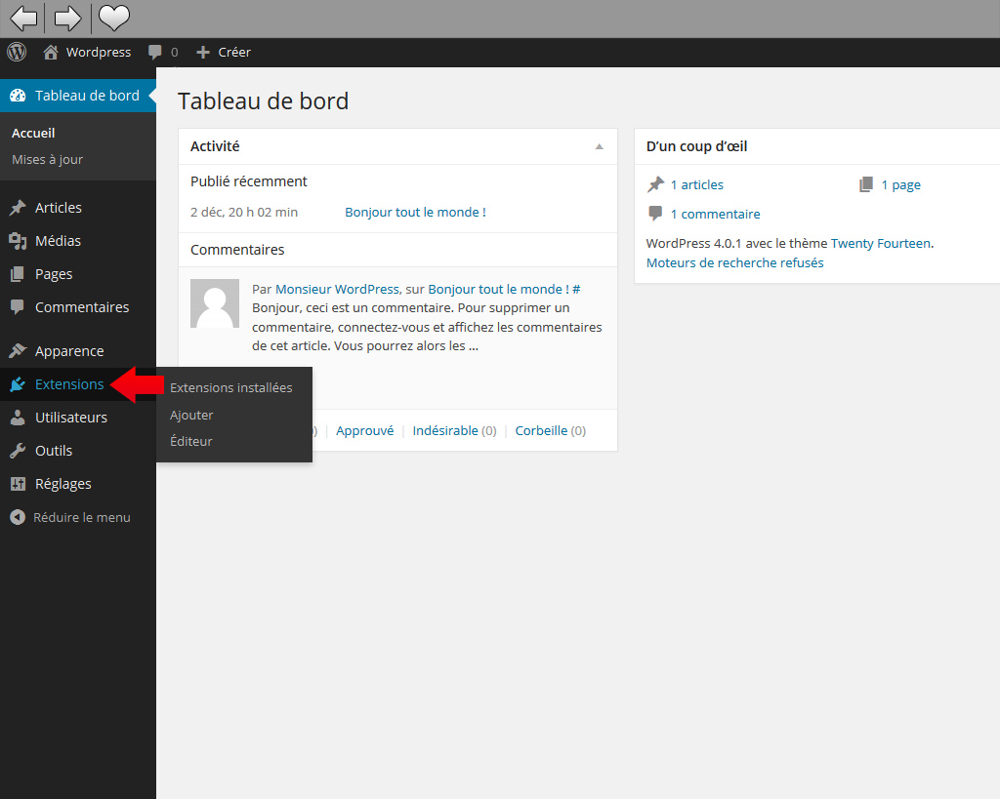 Wordpress 0 Créer
Tableau de bord
Accueil
Mises à jour
Articles
Médias
Pages
Commentaires
Apparence
Extensions
Utilisateurs
Outils
Réglages
Réduire le menu
Extensions installées
Ajouter
Éditeur
Tableau de bord
Activité
Publié récemment
2 déc, 20 h 02 min Bonjour tout le monde !
Commentaires
Par Monsieur WordPress, sur Bonjour tout le monde ! #
Bonjour, ceci est un commentaire. Pour supprimer un
commentaire, connectez-vous et affichez les commentaires
de cet article. Vous pourrez alors les ...
) | Approuvé | Indésirable (0) | Corbeille (0)
D’un coup d’œil
1 articles 1 page
1 commentaire
WordPress 4.0.1 avec le thème Twenty Fourteen.
Moteurs de recherche refusés